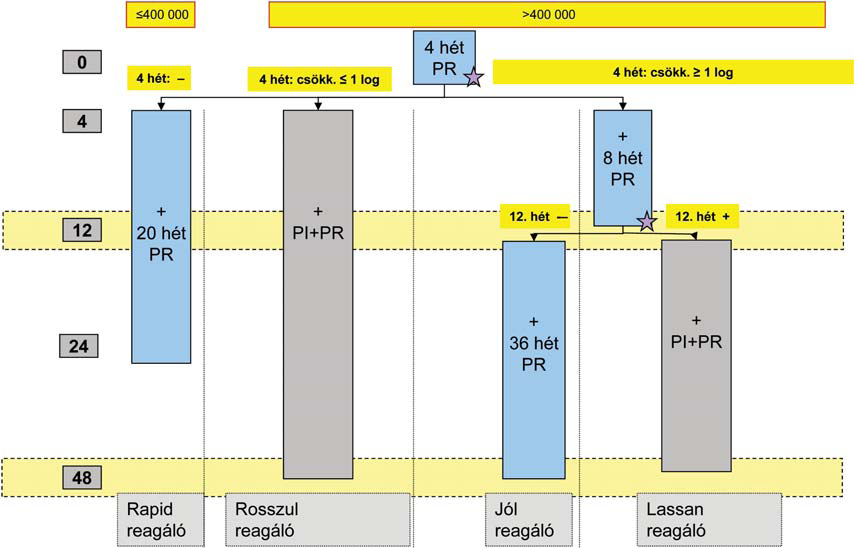 ≤400 000
>400 000
0
4 hét
PR
4 hét: –
4 hét: csökk. ≤ 1 log
4 hét: csökk. ≥ 1 log
4
+
8 hét
PR
+
20 hét
PR
+
PI+PR
12
12. hét –
12. hét +
24
+
36 hét
PR
+
PI+PR
48
Rapid
reagáló
Rosszul
reagáló
Jól
reagáló
Lassan
reagáló